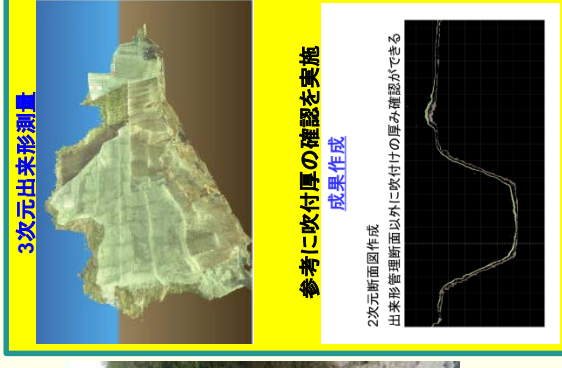 3次元出来形測量
参考に吹付厚の確認を実施
成果作成
2次元断面図作成
出来形管理断面以外に吹付けの厚み確認ができる